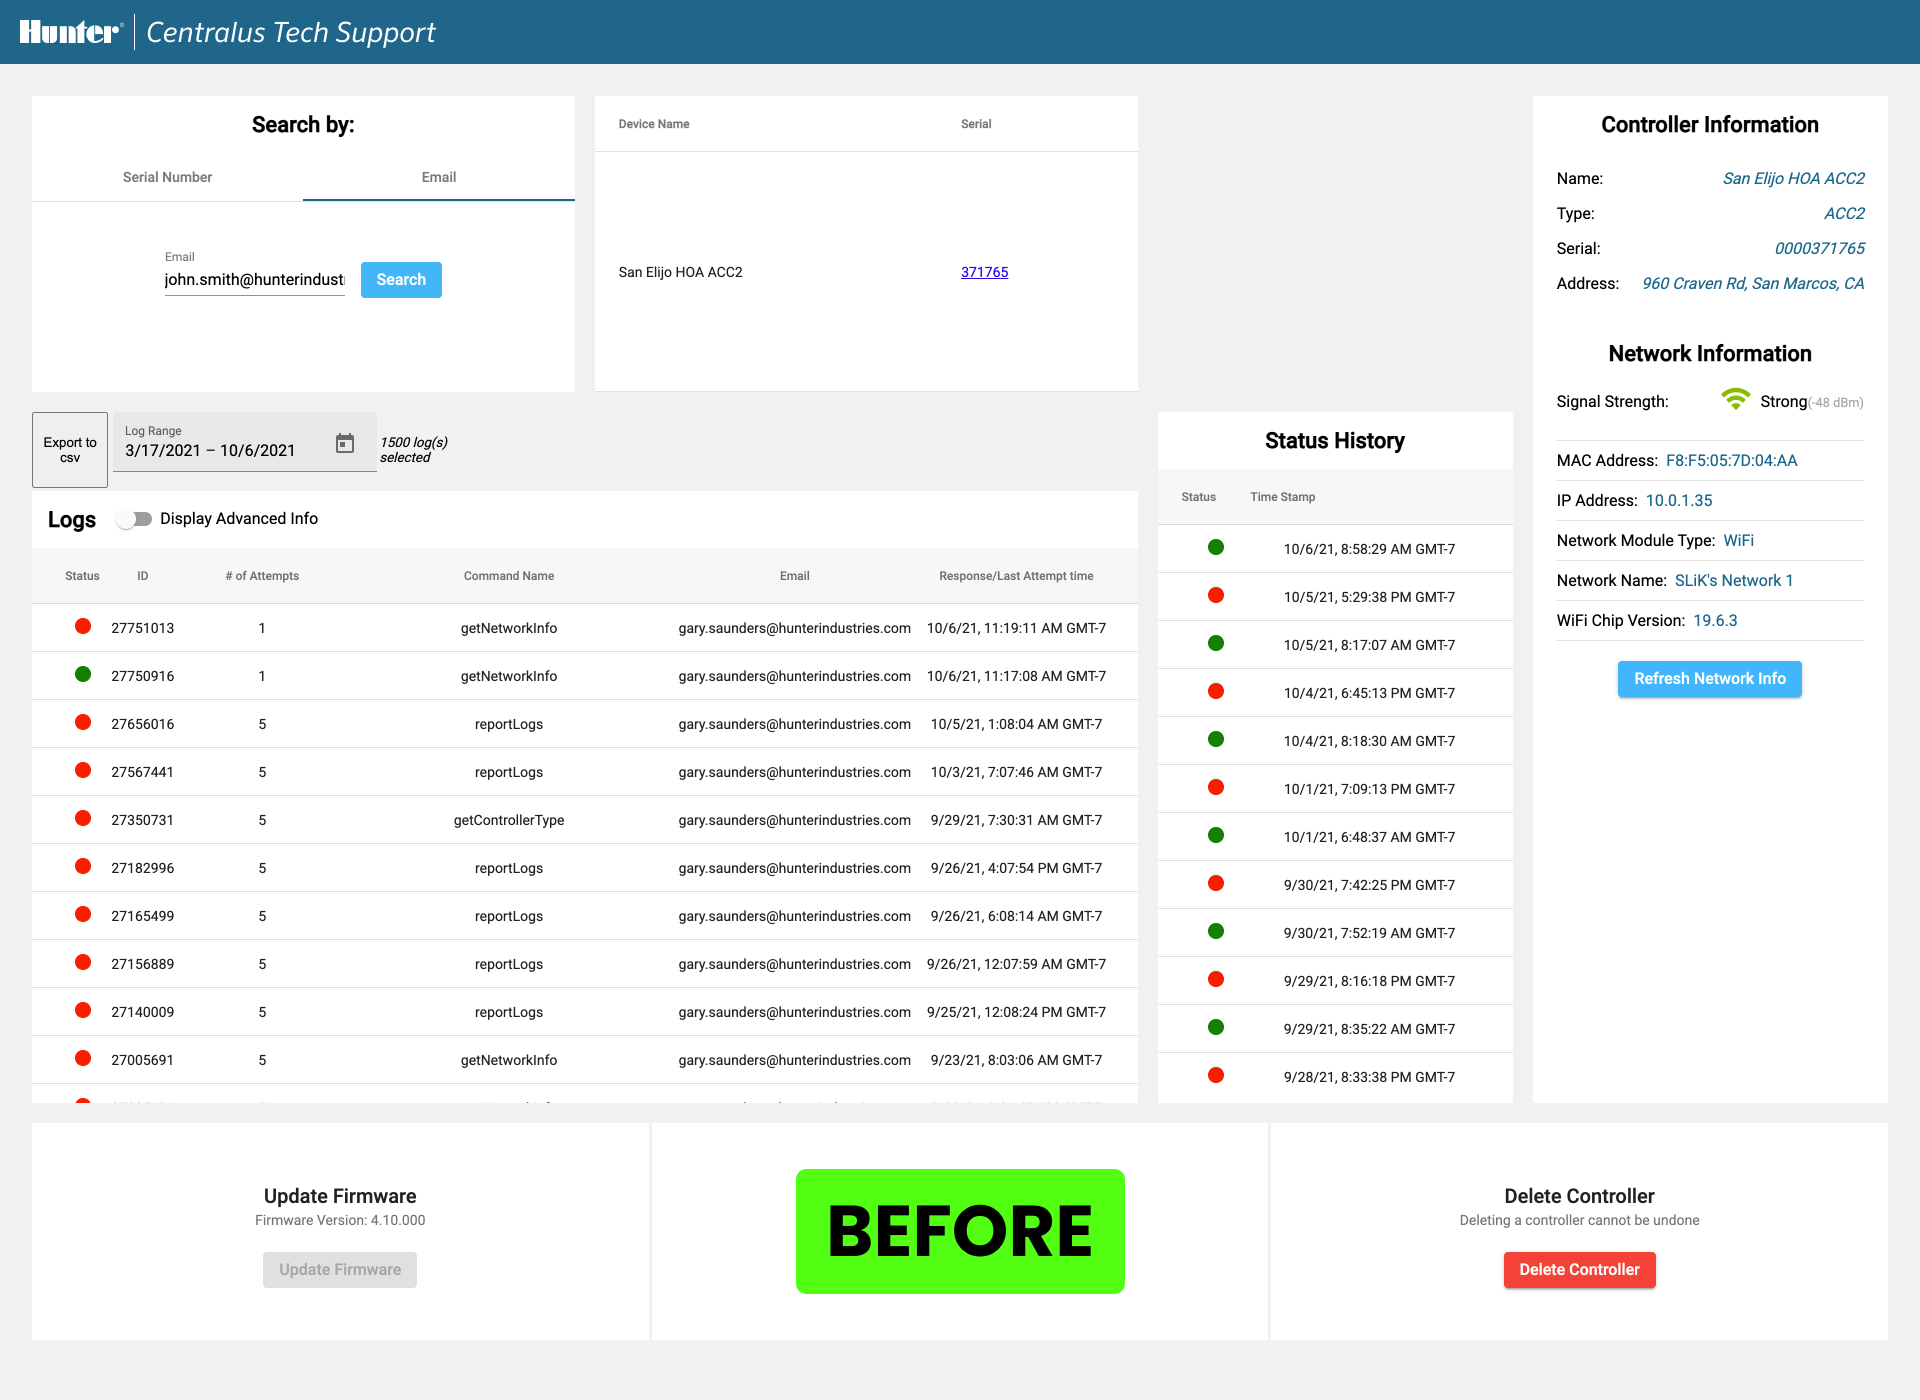 Hunter® Centralus Tech Support
Search by:
Serial Number Email
Email
john.smith@hunterindustr
Search
Device Name Serial
San Elijo HOA ACC2 371765
Controller Information
Name: San Elijo HOA ACC2
Type: ACC2
Serial: 0000371765
Address: 960 Craven Rd, San Marcos, CA
Network Information
Signal Strength: Strong(-48 dBm)
MAC Address: F8:F5:05:7D:04:AA
IP Address: 10.0.1.35
Network Module Type: WiFi
Network Name: SLiK's Network 1
WiFi Chip Version: 19.6.3
Refresh Network Info
Export to
csv
Log Range
3/17/2021 – 10/6/2021
1500 log(s)
selected
Logs Display Advanced Info
Status ID # of Attempts Command Name Email Response/Last Attempt time
27751013 1 getNetworkInfo gary.saunders@hunterindustries.com 10/6/21, 11:19:11 AM GMT-7
27750916 1 getNetworkInfo gary.saunders@hunterindustries.com 10/6/21, 11:17:08 AM GMT-7
27656016 5 reportLogs gary.saunders@hunterindustries.com 10/5/21, 1:08:04 AM GMT-7
27567441 5 reportLogs gary.saunders@hunterindustries.com 10/3/21, 7:07:46 AM GMT-7
27350731 5 getControllerType gary.saunders@hunterindustries.com 9/29/21, 7:30:31 AM GMT-7
27182996 5 reportLogs gary.saunders@hunterindustries.com 9/26/21, 4:07:54 PM GMT-7
27165499 5 reportLogs gary.saunders@hunterindustries.com 9/26/21, 6:08:14 AM GMT-7
27156889 5 reportLogs gary.saunders@hunterindustries.com 9/26/21, 12:07:59 AM GMT-7
27140009 5 reportLogs gary.saunders@hunterindustries.com 9/25/21, 12:08:24 PM GMT-7
27005691 5 getNetworkInfo gary.saunders@hunterindustries.com 9/23/21, 8:03:06 AM GMT-7
Status History
Status Time Stamp
10/6/21, 8:58:29 AM GMT-7
10/5/21, 5:29:38 PM GMT-7
10/5/21, 8:17:07 AM GMT-7
10/4/21, 6:45:13 PM GMT-7
10/4/21, 8:18:30 AM GMT-7
10/1/21, 7:09:13 PM GMT-7
10/1/21, 6:48:37 AM GMT-7
9/30/21, 7:42:25 PM GMT-7
9/30/21, 7:52:19 AM GMT-7
9/29/21, 8:16:18 PM GMT-7
9/29/21, 8:35:22 AM GMT-7
9/28/21, 8:33:38 PM GMT-7
Update Firmware
Firmware Version: 4.10.000
Update Firmware
BEFORE
Delete Controller
Deleting a controller cannot be undone
Delete Controller